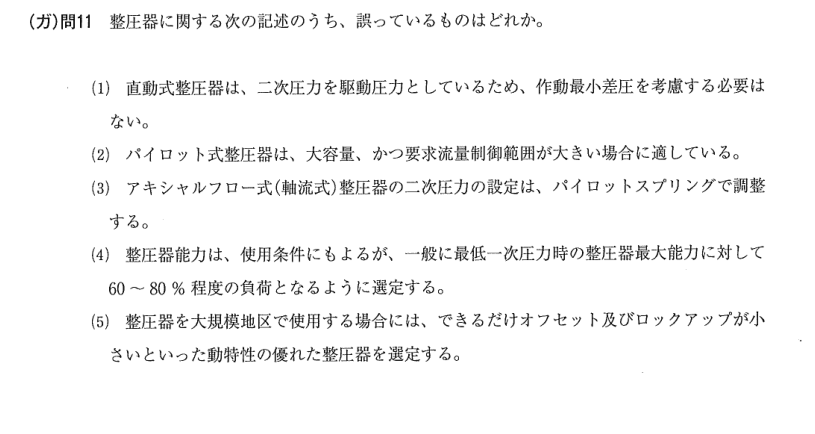 (ガ)問11 整圧器に関する次の記述のうち、誤っているものはどれか。
(1) 直動式整圧器は、二次圧力を駆動圧力としているため、作動最小差圧を考慮する必要は
ない。
(2) パイロット式整圧器は、大容量、かつ要求流量制御範囲が大きい場合に適している。
(3) アキシャルフロー式(軸流式)整圧器の二次圧力の設定は、パイロットスプリングで調整
する。
(4) 整圧器能力は、使用条件にもよるが、一般に最低一次圧力時の整圧器最大能力に対して
60 ～ 80 % 程度の負荷となるように選定する。
(5) 整圧器を大規模地区で使用する場合には、できるだけオフセット及びロックアップが小
さいといった動特性の優れた整圧器を選定する。